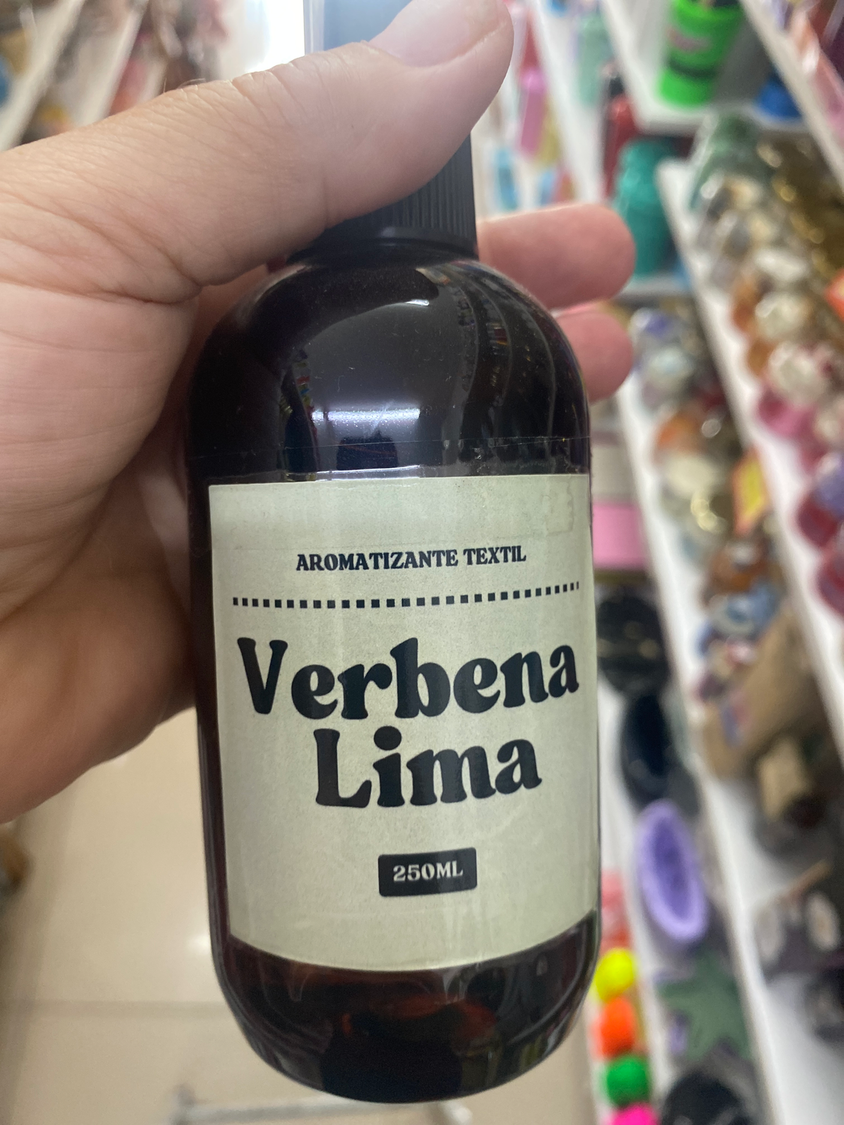 AROMATIZANTE TEXTIL
Verbena
Lima
250ML